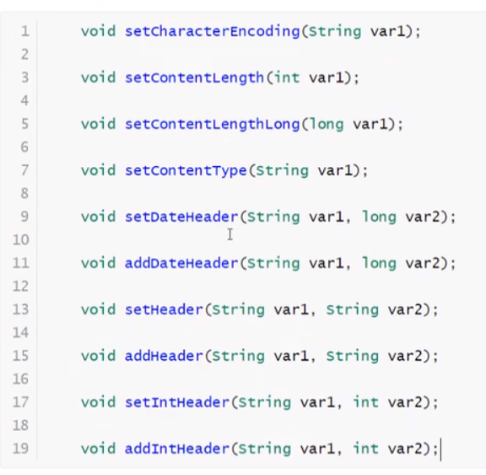 1 void setCharacterEncoding(String var1);
2
3 void setContentLength(int var1);
4
5 void setContentLengthLong(long var1);
6
7 void setContentType(String var1);
8
9 void setDateHeader(String var1, long var2);
10
11 void addDateHeader(String var1, long var2);
12
13 void setHeader(String var1, String var2);
14
15 void addHeader(String var1, String var2);
16
17 void setIntHeader(String var1, int var2);
18
19 void addIntHeader(String var1, int var2);